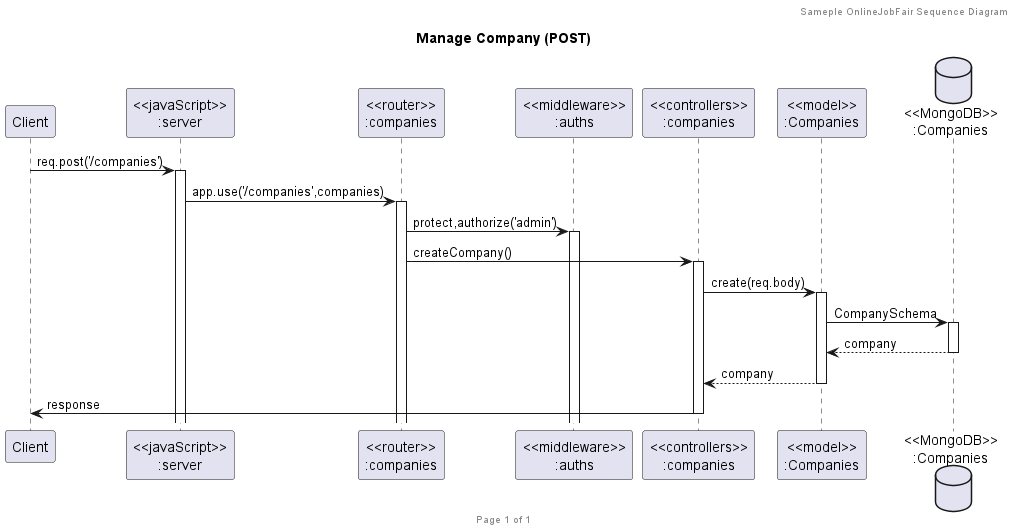 Sameple OnlineJobFair Sequence Diagram
Manage Company (POST)
Client
<<javaScript>>
:server
<<router>>
:companies
<<middleware>>
:auths
<<controllers>>
:companies
<<model>>
:Companies
<<MongoDB>>
:Companies
req.post('/companies')
app.use('/companies',companies)
protect,authorize('admin')
createCompany()
create(req.body)
CompanySchema
company
company
response
Client
<<javaScript>>
:server
<<router>>
:companies
<<middleware>>
:auths
<<controllers>>
:companies
<<model>>
:Companies
<<MongoDB>>
:Companies
Page 1 of 1